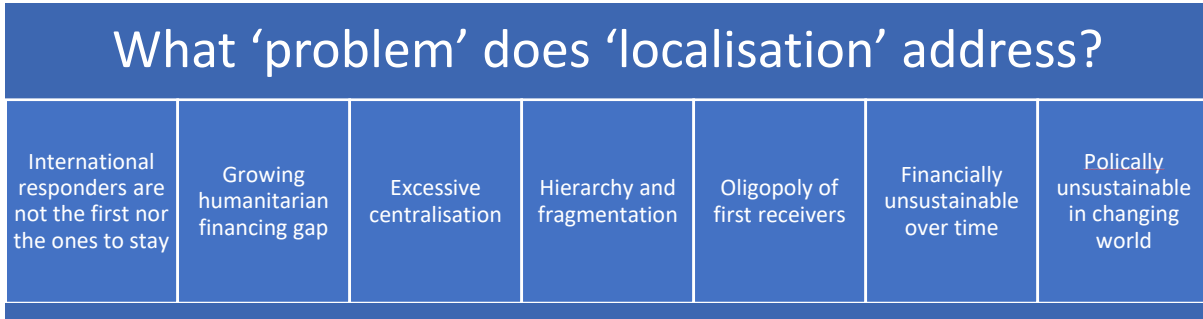 What ‘problem’ does ‘localisation’ address?
International
responders are
not the first nor
the ones to stay
Growing
humanitarian
financing gap
Excessive
centralisation
Hierarchy and
fragmentation
Oligopoly of
first receivers
Financially
unsustainable
over time
Polically
unsustainable
in changing
world